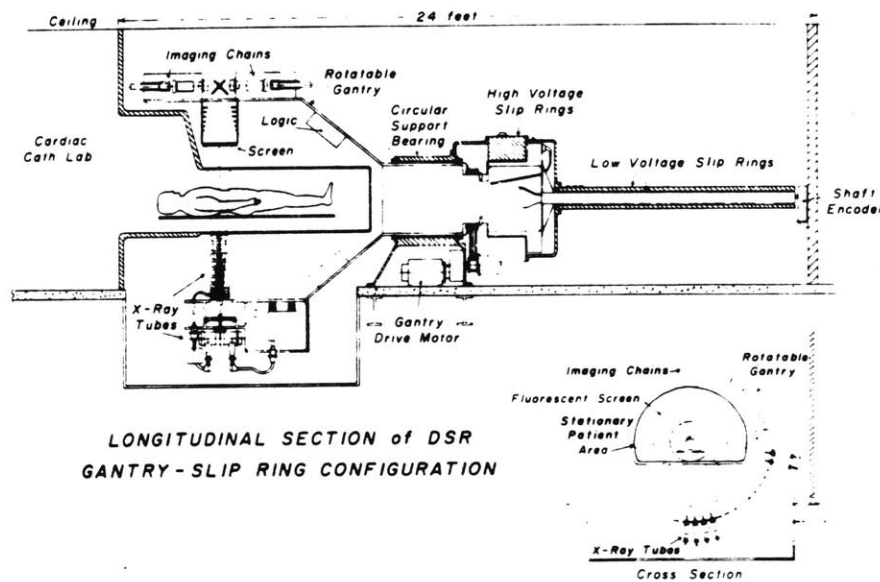 Ceiling
24 feet
Imaging Chains
Rotatable
Gantry
Circular
Support
Bearing
High Voltage
Slip Rings
Logic
Screen
Cardiac
Cath Lab
Low Voltage Slip Rings
Shaft
Encoder
X-Ray
Tubes
Gantry
Drive Motor
Imaging Chains
Rotatable
Gantry
Fluorescent Screen
Stationary
Patient
Area
X-Ray Tubes
Cross Section
LONGITUDINAL SECTION of DSR
GANTRY-SLIP RING CONFIGURATION